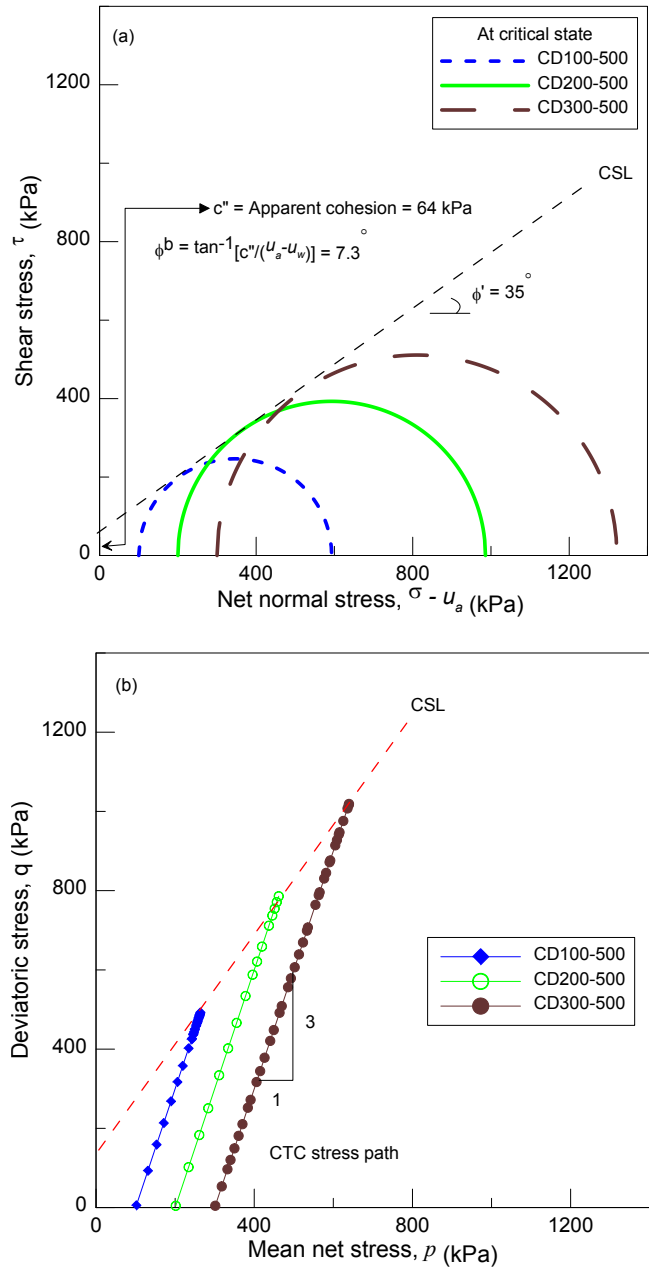 (a)
At critical state
CD100-500
CD200-500
CD300-500
1200
CSL
c" = Apparent cohesion = 64 kPa
800
ϕb = tan-1[c"/(ua-uw)] = 7.3°
ϕ' = 35°
Shear stress, τ (kPa)
400
0
0 400 800 1200
Net normal stress, σ - ua (kPa)
(b)
CSL
1200
Deviatoric stress, q (kPa)
800
CD100-500
CD200-500
CD300-500
3
400
1
CTC stress path
0
0 400 800 1200
Mean net stress, p (kPa)